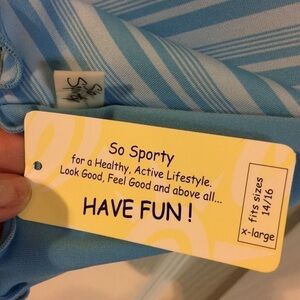 So Sporty
for a Healthy, Active Lifestyle.
Look Good, Feel Good and above all...
HAVE FUN !
fits sizes
14/16
x-large